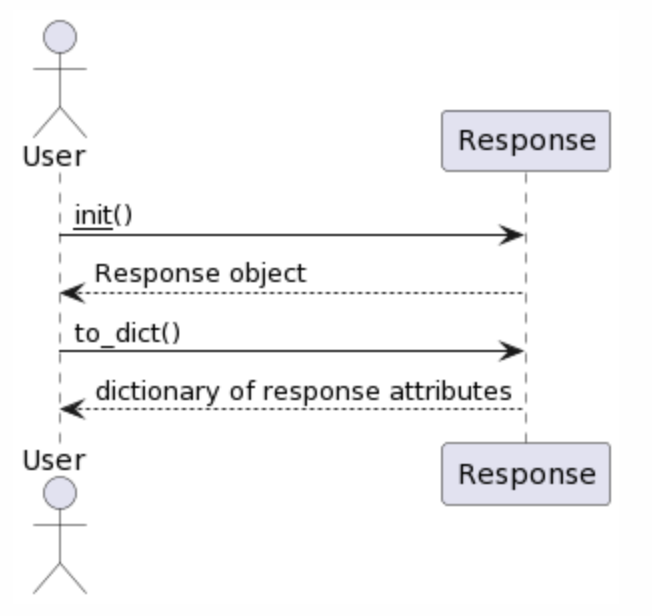 User
Response
init()
Response object
to_dict()
dictionary of response attributes
User
Response